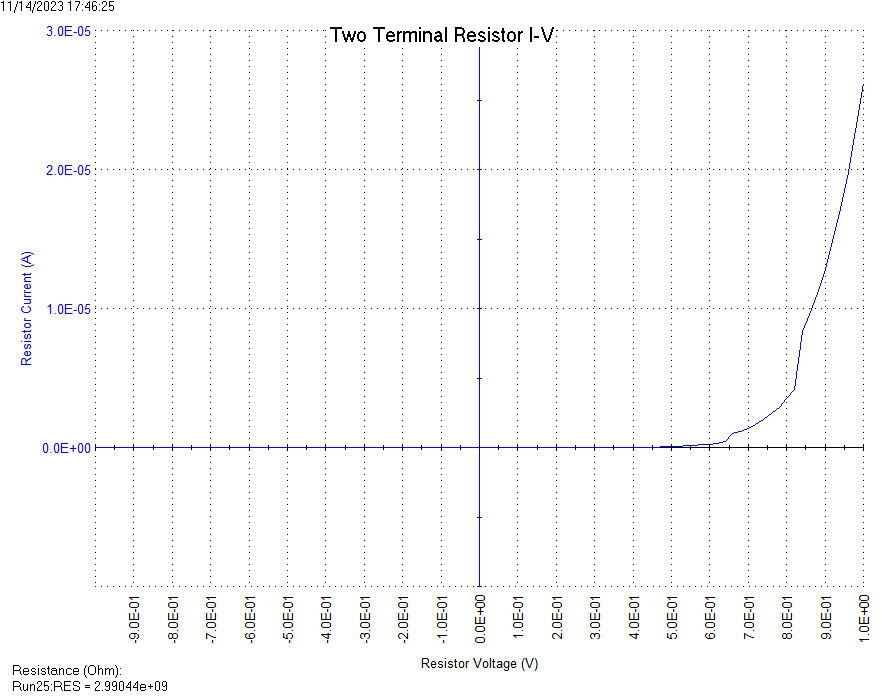 11/14/2023 17:46:25
Two Terminal Resistor I-V
3.0E-05
2.0E-05
1.0E-05
0.0E+00
Resistor Current (A)
-9.0E-01 -8.0E-01 -7.0E-01 -6.0E-01 -5.0E-01 -4.0E-01 -3.0E-01 -2.0E-01 -1.0E-01 0.0E+00 1.0E-01 2.0E-01 3.0E-01 4.0E-01 5.0E-01 6.0E-01 7.0E-01 8.0E-01 9.0E-01 1.0E+00
Resistor Voltage (V)
Resistance (Ohm):
Run25:RES = 2.99044e+09